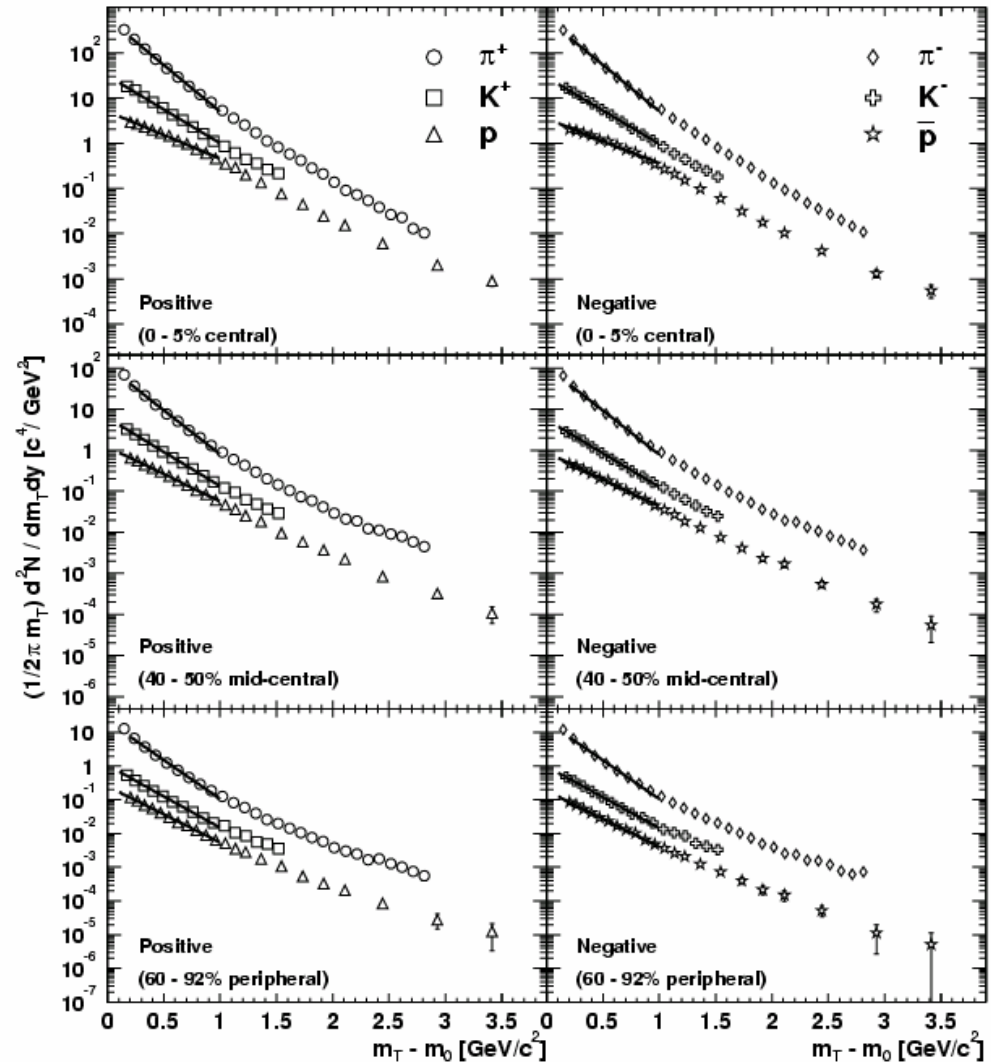 10² π⁺ π⁻
10 K⁺ K⁻
1 p p̅
10⁻¹
10⁻²
10⁻³
10⁻⁴
Positive Negative
(0 - 5% central) (0 - 5% central)
10²
10
1
10⁻¹
10⁻²
10⁻³
10⁻⁴
10⁻⁵
10⁻⁶
Positive Negative
(40 - 50% mid-central) (40 - 50% mid-central)
(1/2π m_T) d²N / dm_T dy [c⁴/ GeV²]
10
1
10⁻¹
10⁻²
10⁻³
10⁻⁴
10⁻⁵
10⁻⁶
10⁻⁷
Positive Negative
(60 - 92% peripheral) (60 - 92% peripheral)
0 0.5 1 1.5 2 2.5 3 3.5 0 0.5 1 1.5 2 2.5 3 3.5
m_T - m_0 [GeV/c²] m_T - m_0 [GeV/c²]